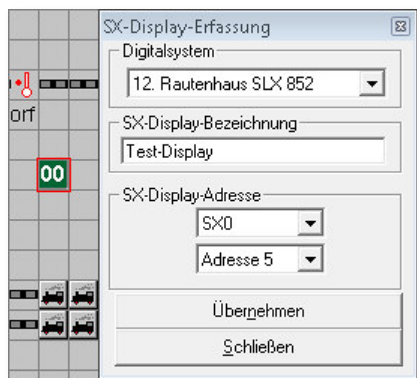 SX-Display-Erfassung
Digitalsystem
12. Rautenhaus SLX 852
orf
SX-Display-Bezeichnung
Test-Display
00
SX-Display-Adresse
SX0
Adresse 5
Übernehmen
Schließen